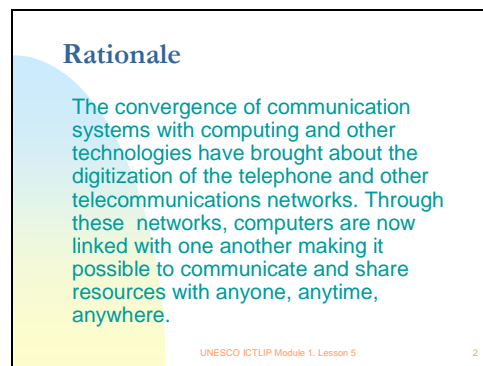 Rationale
The convergence of communication
systems with computing and other
technologies have brought about the
digitization of the telephone and other
telecommunications networks. Through
these  networks, computers are now
linked with one another making it
possible to communicate and share
resources with anyone, anytime,
anywhere.
UNESCO ICTLIP Module 1. Lesson 5
2